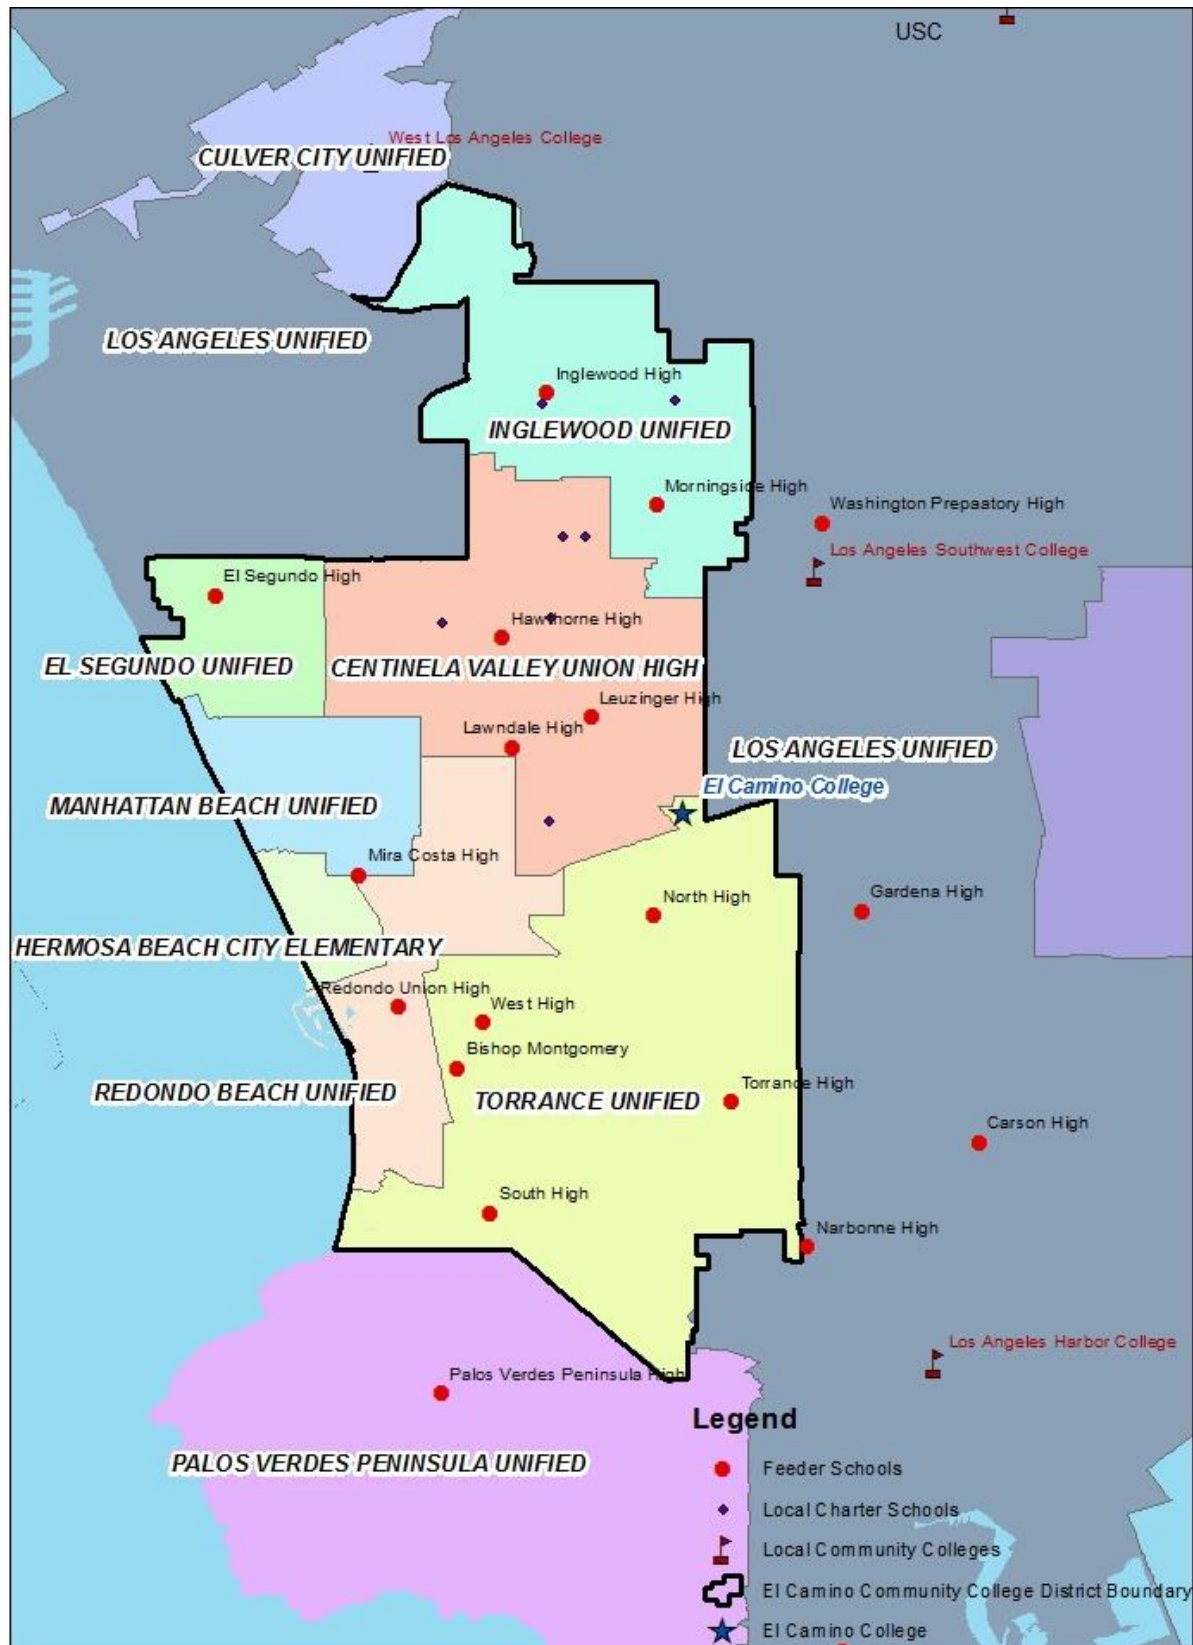 USC
West Los Angeles College
CULVER CITY UNIFIED
LOS ANGELES UNIFIED
Inglewood High
INGLEWOOD UNIFIED
Morningside High
Washington Prepaatory High
Los Angeles Southwest College
El Segundo High
Hawthorne High
EL SEGUNDO UNIFIED
CENTINELA VALLEY UNION HIGH
Leuzinger High
Lawndale High
LOS ANGELES UNIFIED
El Camino College
MANHATTAN BEACH UNIFIED
Mira Costa High
North High
Gardena High
HERMOSA BEACH CITY ELEMENTARY
Redondo Union High
West High
Bishop Montgomery
Torrance High
REDONDO BEACH UNIFIED
TORRANCE UNIFIED
Carson High
South High
Narbonne High
Los Angeles Harbor College
Palos Verdes Peninsula High
PALOS VERDES PENINSULA UNIFIED
Legend
Feeder Schools
Local Charter Schools
Local Community Colleges
El Camino Community College District Boundary
El Camino College